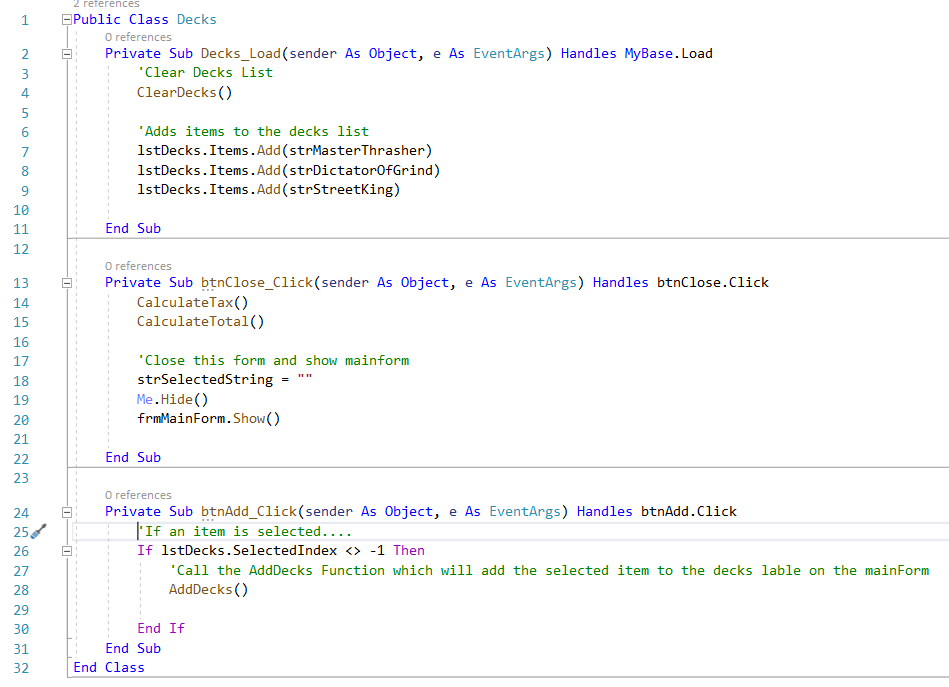 2 references
1 Public Class Decks
0 references
2 Private Sub Decks_Load(sender As Object, e As EventArgs) Handles MyBase.Load
3 'Clear Decks List
4 ClearDecks()
5
6 'Adds items to the decks list
7 lstDecks.Items.Add(strMasterThrasher)
8 lstDecks.Items.Add(strDictatorOfGrind)
9 lstDecks.Items.Add(strStreetKing)
10
11 End Sub
12
0 references
13 Private Sub btnClose_Click(sender As Object, e As EventArgs) Handles btnClose.Click
14 CalculateTax()
15 CalculateTotal()
16
17 'Close this form and show mainform
18 strSelectedString = ""
19 Me.Hide()
20 frmMainForm.Show()
21
22 End Sub
23
0 references
24 Private Sub btnAdd_Click(sender As Object, e As EventArgs) Handles btnAdd.Click
25 'If an item is selected....
26 If lstDecks.SelectedIndex <> -1 Then
27 'Call the AddDecks Function which will add the selected item to the decks lable on the mainForm
28 AddDecks()
29
30 End If
31 End Sub
32 End Class